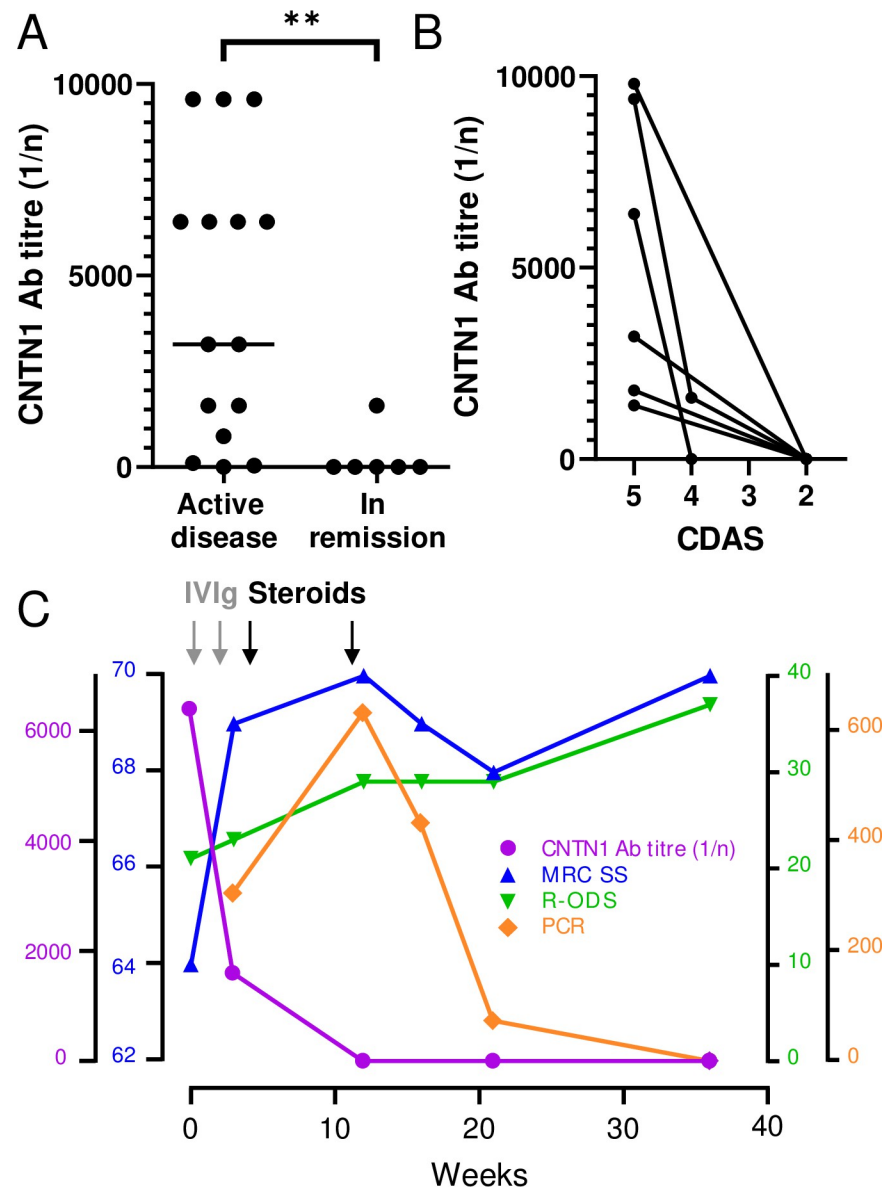 A
**
CNTN1 Ab titre (1/n)
10000
5000
0
Active
disease
In
remission
B
CNTN1 Ab titre (1/n)
10000
5000
0
5 4 3 2
CDAS
C
IVIg Steroids
6000
4000
2000
0
70
68
66
64
62
40
30
20
10
0
600
400
200
0
CNTN1 Ab titre (1/n)
MRC SS
R-ODS
PCR
0 10 20 30 40
Weeks